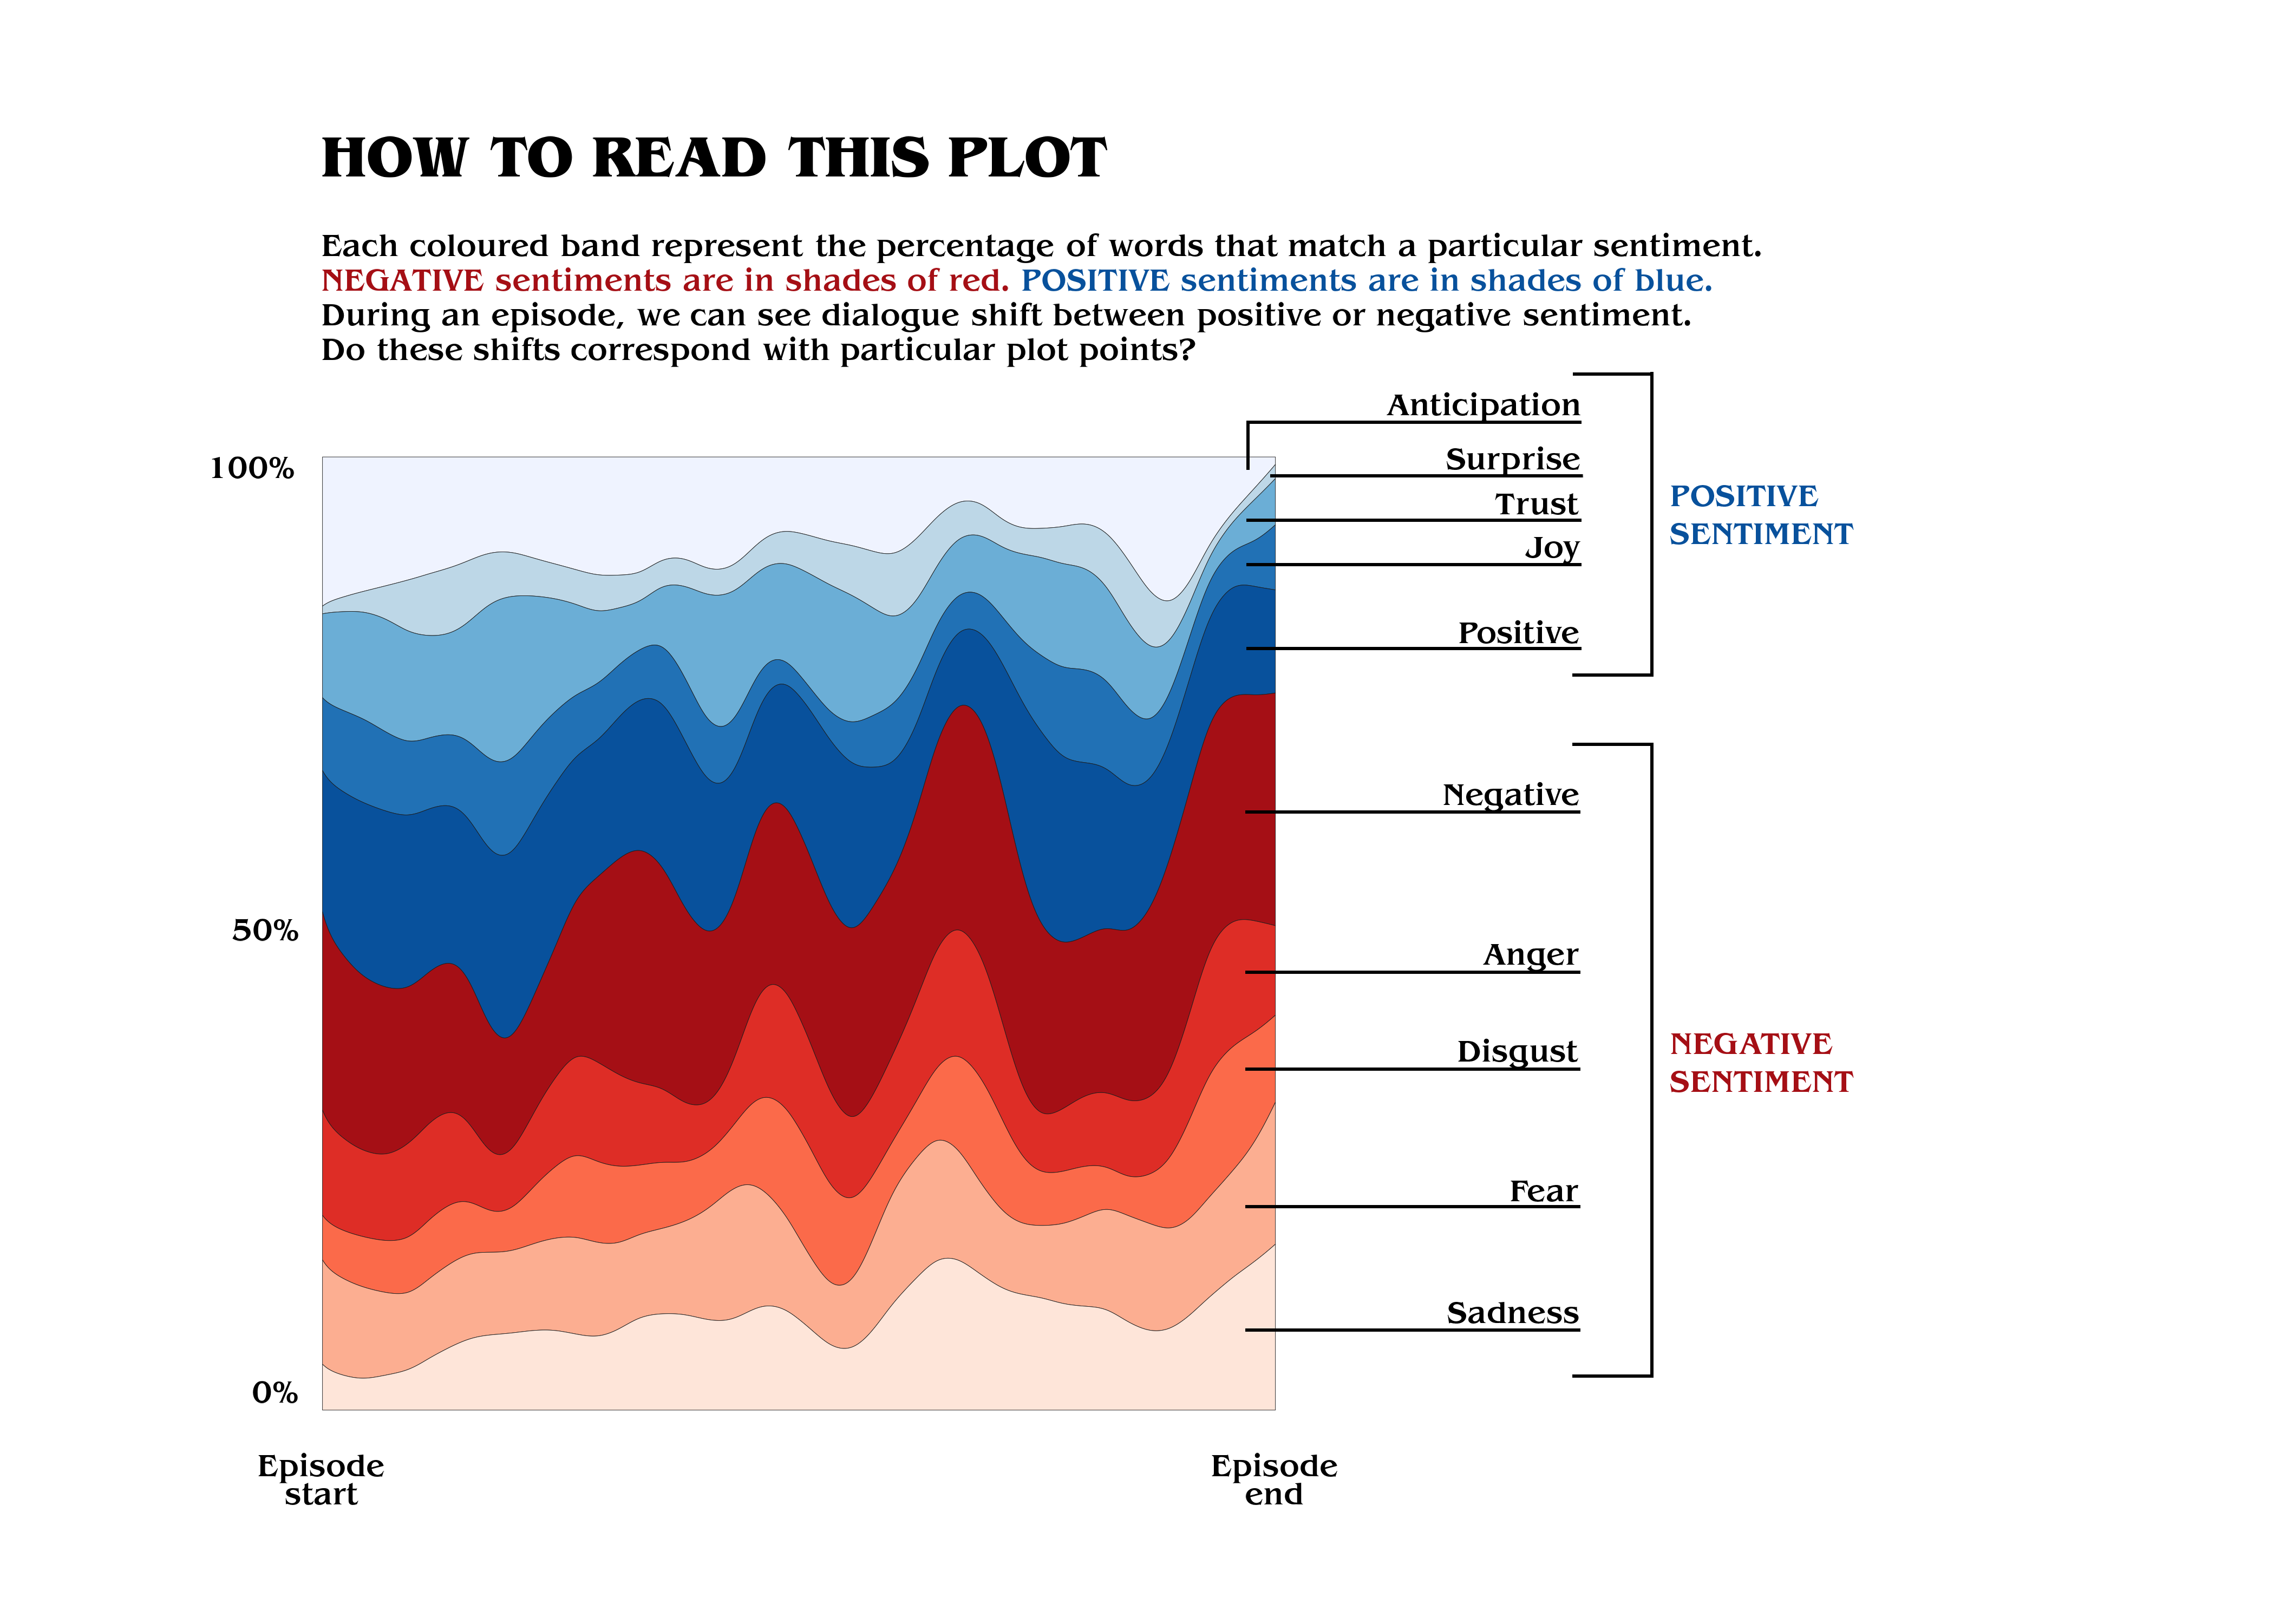 HOW TO READ THIS PLOT
Each coloured band represent the percentage of words that match a particular sentiment.
NEGATIVE sentiments are in shades of red. POSITIVE sentiments are in shades of blue.
During an episode, we can see dialogue shift between positive or negative sentiment.
Do these shifts correspond with particular plot points?
Anticipation
100%
Surprise
Trust
Joy
Positive
POSITIVE
SENTIMENT
Negative
50%
Anger
Disgust
Fear
Sadness
NEGATIVE
SENTIMENT
0%
Episode
start
Episode
end